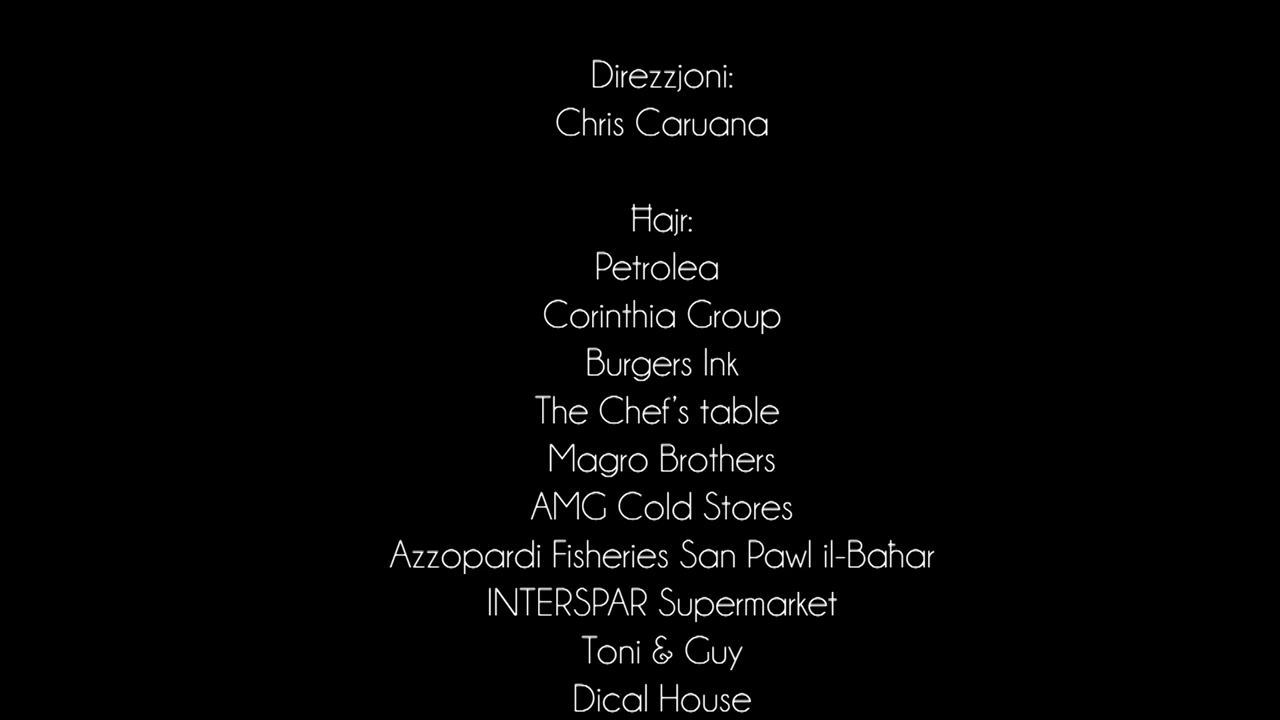 Direzzjoni:
Chris Caruana
Ħajr:
Petrolea
Corinthia Group
Burgers Ink
The Chef's table
Magro Brothers
AMG Cold Stores
Azzopardi Fisheries San Pawl il-Baħar
INTERSPAR Supermarket
Toni & Guy
Dical House